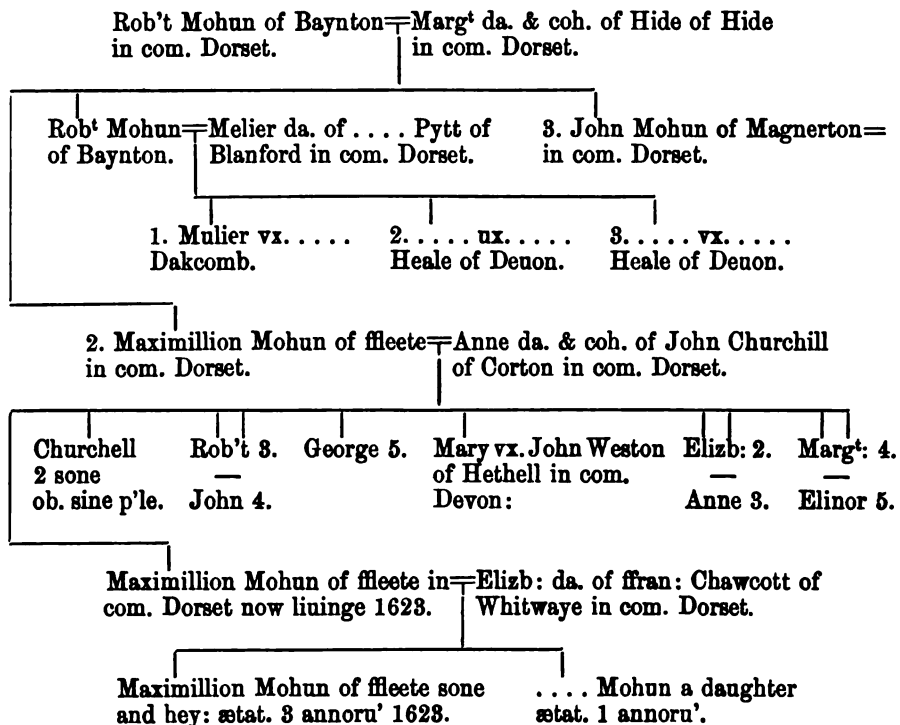 Rob't Mohun of Baynton=Margᵗ da. & coh. of Hide of Hide
in com. Dorset. in com. Dorset.
Robᵗ Mohun=Melier da. of . . . . Pytt of 3. John Mohun of Magnerton=
of Baynton. Blanford in com. Dorset. in com. Dorset.
1. Mulier vx. . . . . 2. . . . . ux. . . . . 3. . . . . vx. . . . .
Dakcomb. Heale of Deuon. Heale of Deuon.
2. Maximillion Mohun of ffleete=Anne da. & coh. of John Churchill
in com. Dorset. of Corton in com. Dorset.
Churchell Rob't 3. George 5. Mary vx. John Weston Elizb: 2. Margᵗ: 4.
2 sone — of Hethell in com. — —
ob. sine p'le. John 4. Devon: Anne 3. Elinor 5.
Maximillion Mohun of ffleete in=Elizb: da. of ffran: Chawcott of
com. Dorset now liuinge 1623. Whitwaye in com. Dorset.
Maximillion Mohun of ffleete sone . . . . Mohun a daughter
and hey: ætat. 3 annoru' 1623. ætat. 1 annoru'.